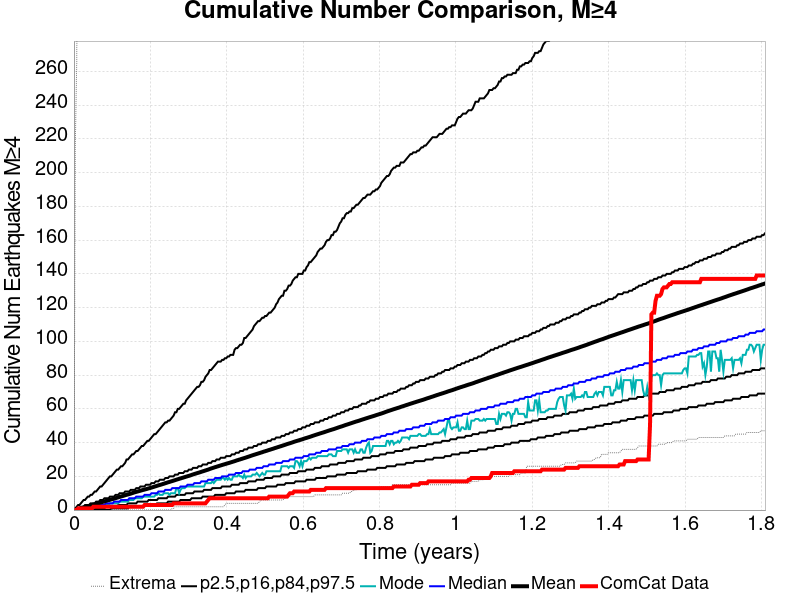 Cumulative Number Comparison, M≥4
Cumulative Num Earthquakes M≥4
260
240
220
200
180
160
140
120
100
80
60
40
20
0
0 0.2 0.4 0.6 0.8 1 1.2 1.4 1.6 1.8
Time (years)
Extrema p2.5,p16,p84,p97.5 Mode Median Mean ComCat Data